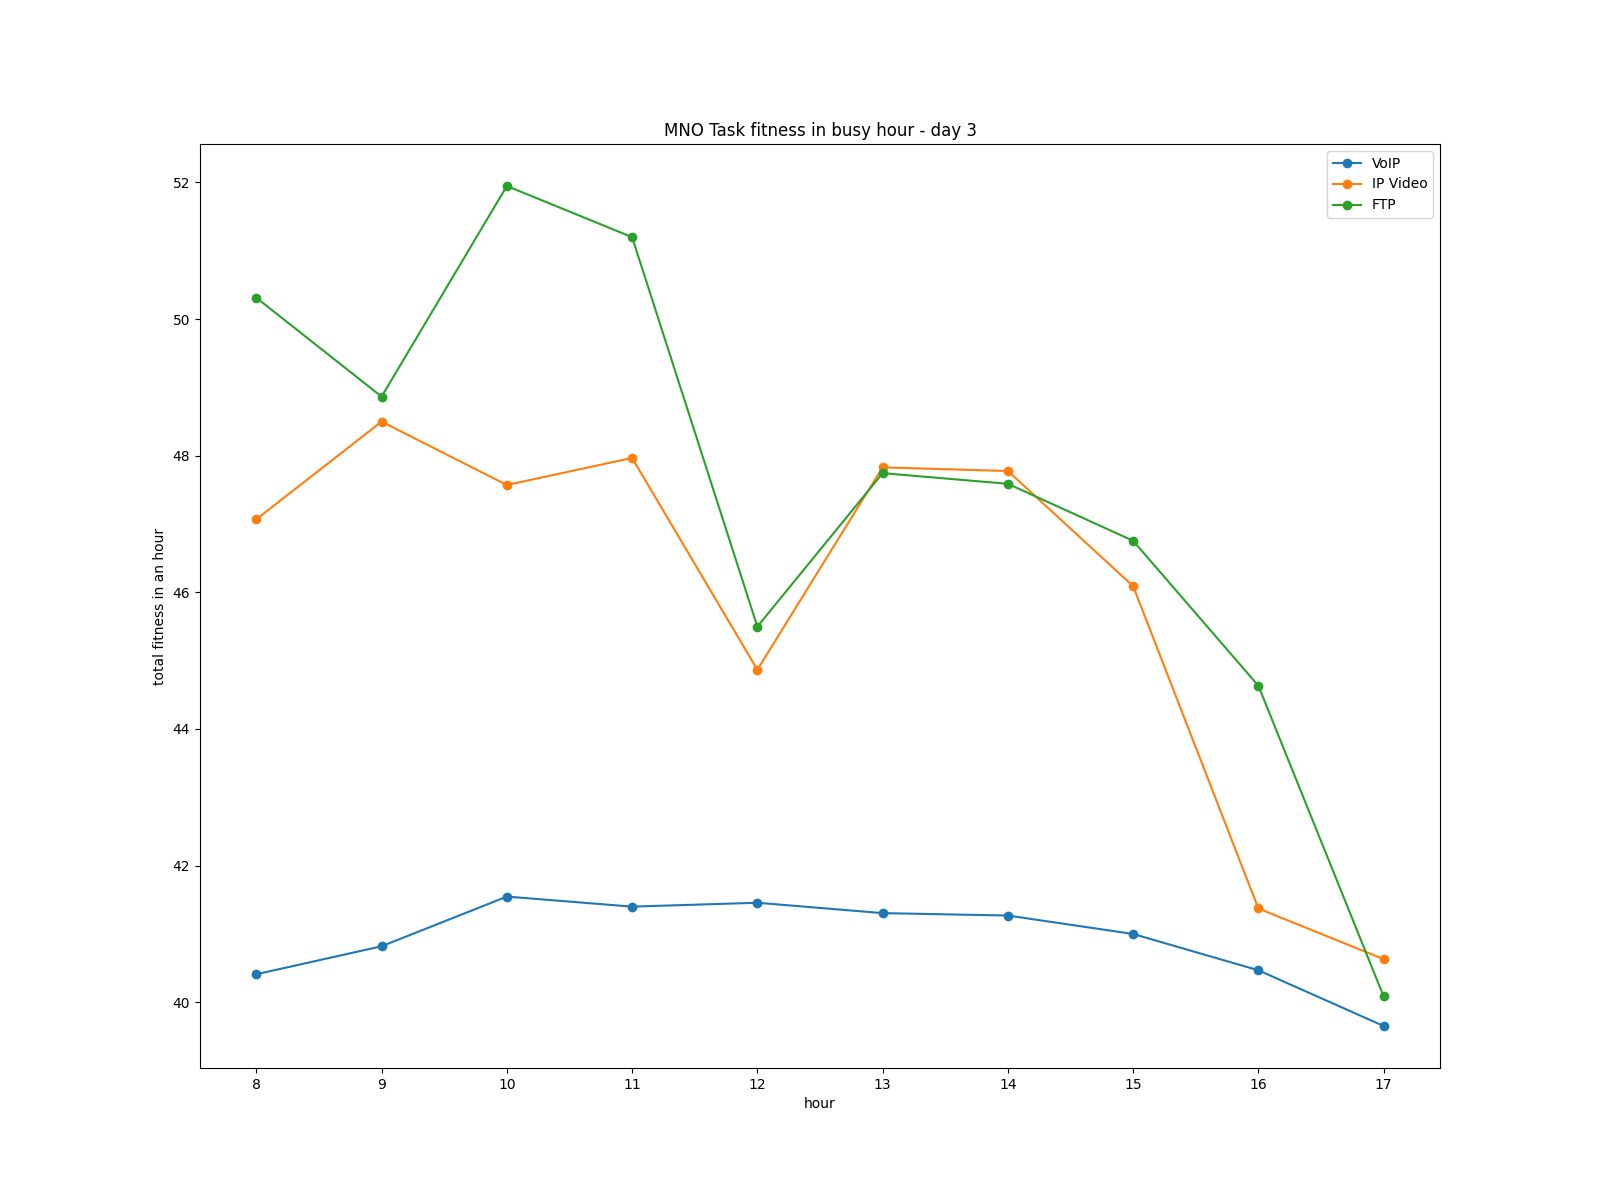 MNO Task fitness in busy hour - day 3
VoIP
IP Video
FTP
total fitness in an hour
52
50
48
46
44
42
40
8 9 10 11 12 13 14 15 16 17
hour